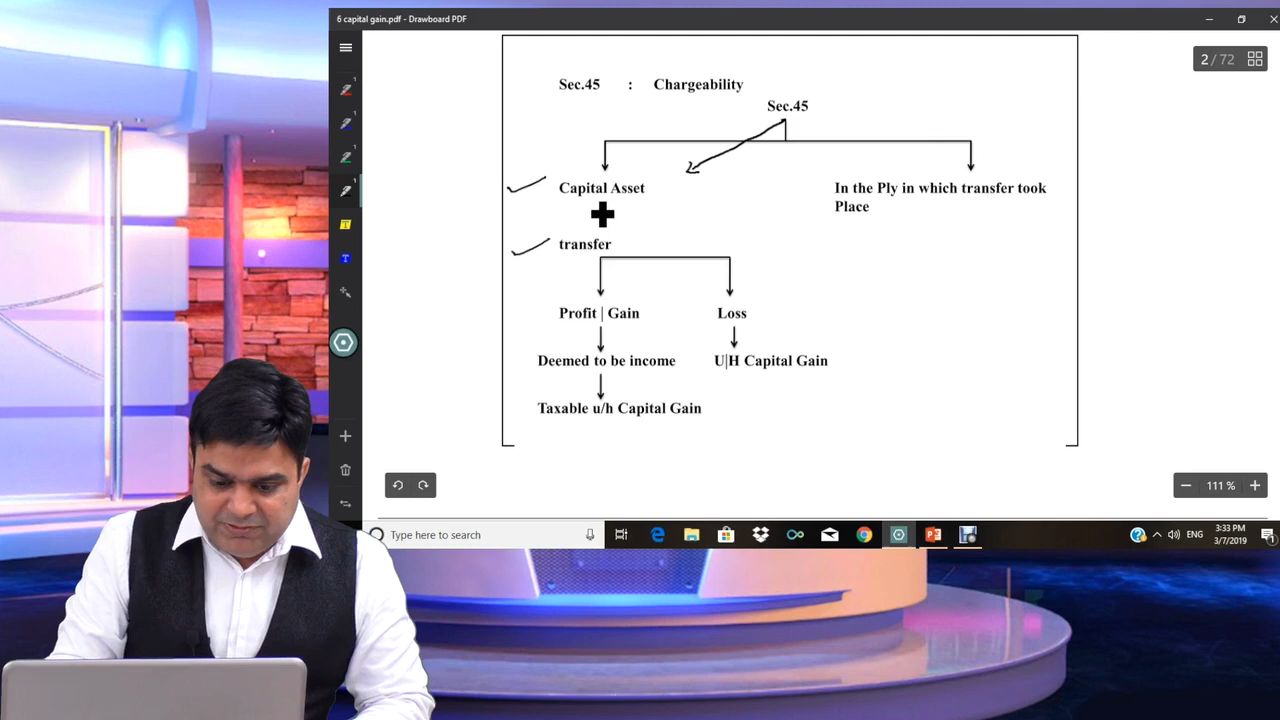 6 capital gain.pdf - Drawboard PDF
2 / 72
Sec.45 : Chargeability
Sec.45
Capital Asset
In the Ply in which transfer took
Place
transfer
Profit | Gain
Loss
Deemed to be income
U|H Capital Gain
Taxable u/h Capital Gain
111 %
Type here to search
ENG
3:33 PM
3/7/2019